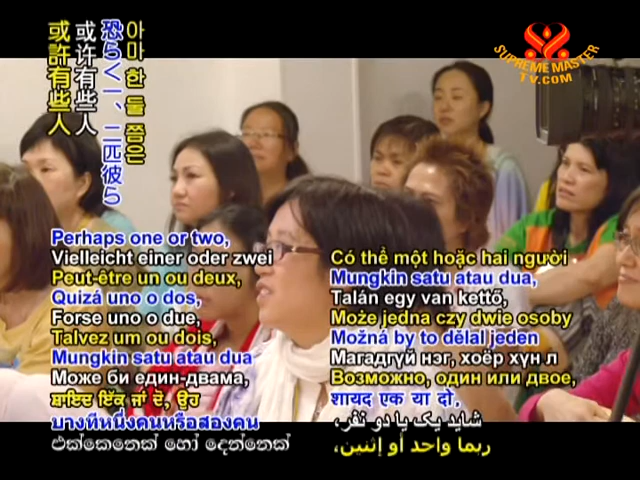 아마 한 둘 쯤은
恐らく一、二匹彼ら
或许有些人
或許有些人
SUPREME MASTER
TV.COM
Perhaps one or two,
Vielleicht einer oder zwei
Peut-être un ou deux,
Quizá uno o dos,
Forse uno o due,
Talvez um ou dois,
Mungkin satu atau dua
Може би един-двама,
ਸ਼ਾਇਦ ਇੱਕ ਜਾਂ ਦੋ, ਉਹ
บางทีหนึ่งคนหรือสองคน
එක්කෙනෙක් හෝ දෙන්නෙක්
Có thể một hoặc hai người
Mungkin satu atau dua,
Talán egy van kettő,
Może jedna czy dwie osoby
Možná by to dělal jeden
Магадгүй нэг, хоёр хүн л
Возможно, один или двое,
शायद एक या दो,
شاید یک یا دو نفر،
ربما واحد أو إثنين،